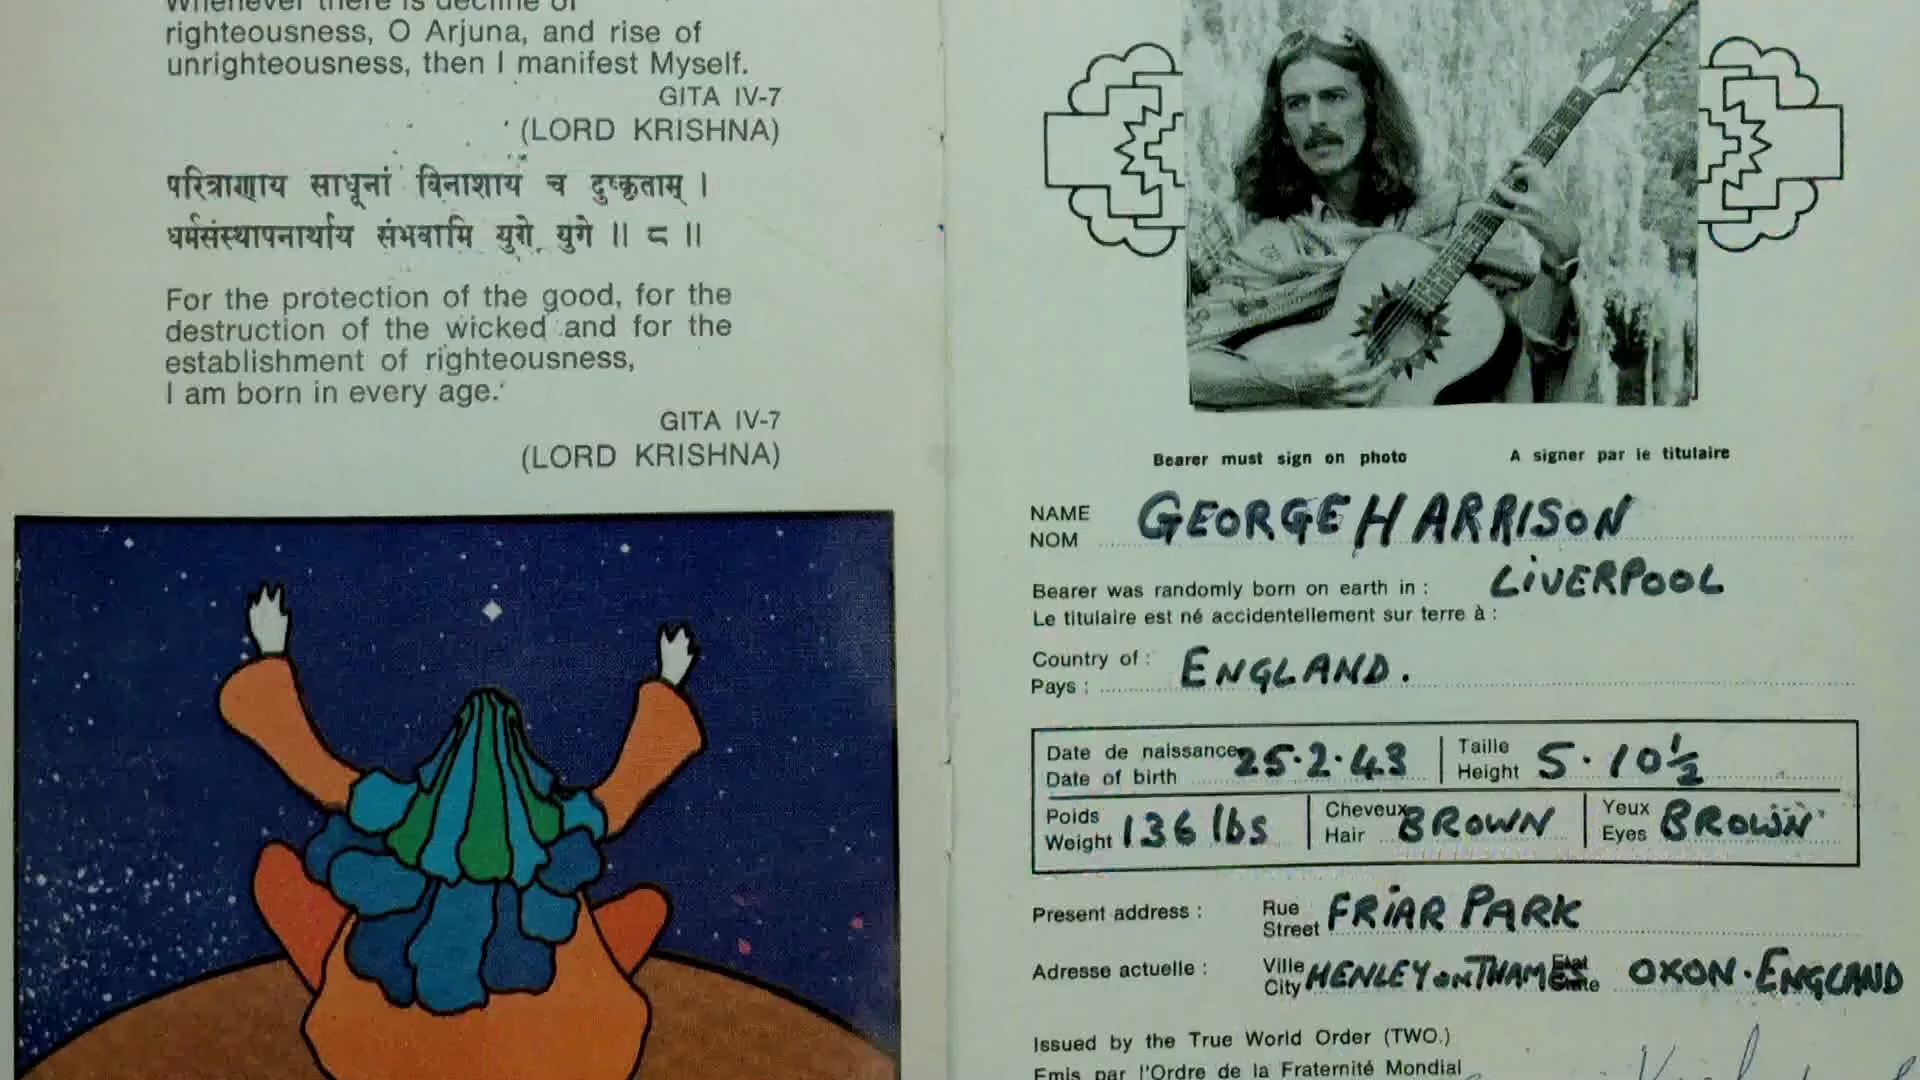 Whenever there is decline of
righteousness, O Arjuna, and rise of
unrighteousness, then I manifest Myself.
GITA IV-7
(LORD KRISHNA)
परित्राणाय साधूनां विनाशाय च दुष्कृताम् ।
धर्मसंस्थापनार्थाय संभवामि युगे युगे ॥ ८ ॥
For the protection of the good, for the
destruction of the wicked and for the
establishment of righteousness,
I am born in every age.
GITA IV-7
(LORD KRISHNA)
Bearer must sign on photo A signer par le titulaire
NAME GEORGE HARRISON
NOM
Bearer was randomly born on earth in : LIVERPOOL
Le titulaire est né accidentellement sur terre à :
Country of : ENGLAND.
Pays :
Date de naissance 25.2.43 Taille 5.10½
Date of birth Height
Poids 136 lbs Cheveux BROWN Yeux BROWN
Weight Hair Eyes
Present address : Rue FRIAR PARK
Street
Adresse actuelle : Ville HENLEY ON THAMES Etat OXON. ENGLAND
City State
Issued by the True World Order (TWO.)
Emis par l'Ordre de la Fraternité Mondial